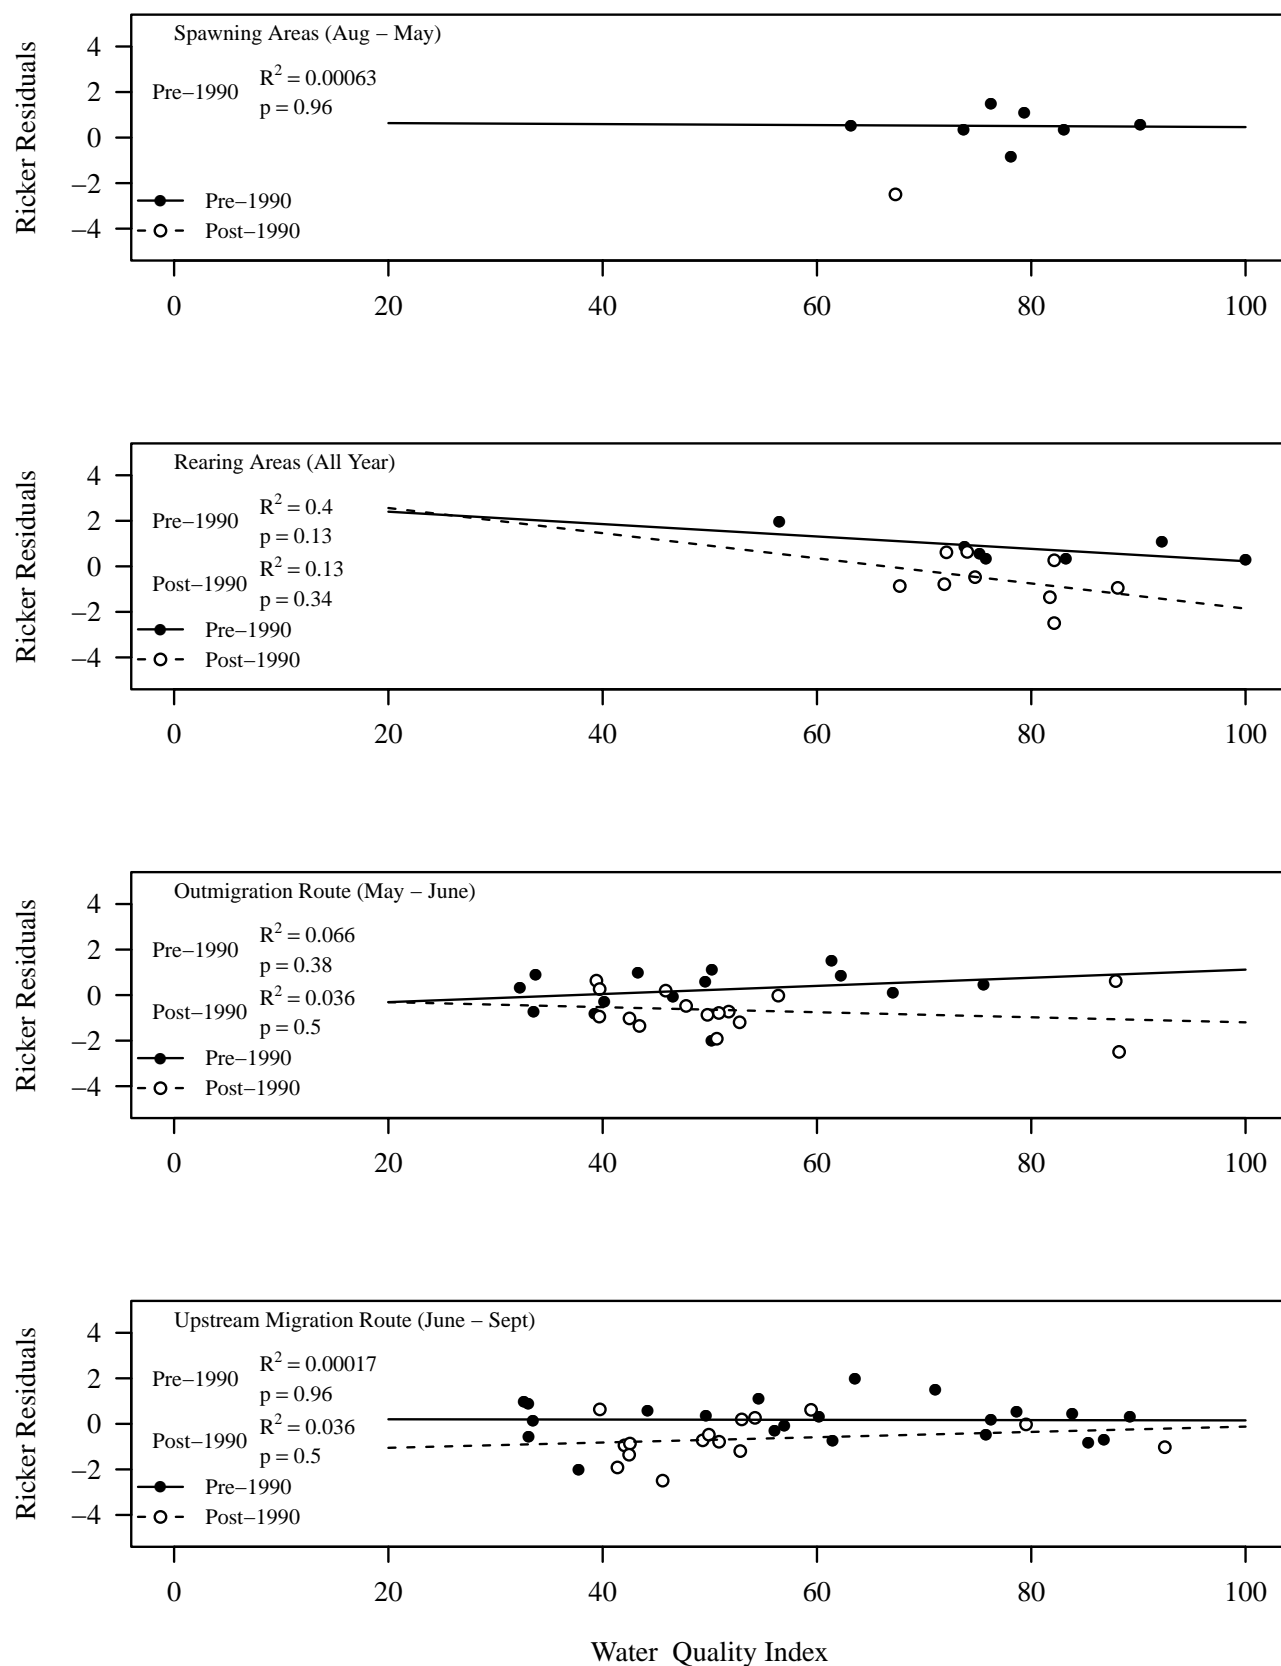 Spawning Areas (Aug – May)
Pre–1990
R² = 0.00063
p = 0.96
Pre–1990
Post–1990
Ricker Residuals
4
2
0
–2
–4
0 20 40 60 80 100
Rearing Areas (All Year)
Pre–1990
R² = 0.4
p = 0.13
Post–1990
R² = 0.13
p = 0.34
Pre–1990
Post–1990
Ricker Residuals
4
2
0
–2
–4
0 20 40 60 80 100
Outmigration Route (May – June)
Pre–1990
R² = 0.066
p = 0.38
Post–1990
R² = 0.036
p = 0.5
Pre–1990
Post–1990
Ricker Residuals
4
2
0
–2
–4
0 20 40 60 80 100
Upstream Migration Route (June – Sept)
Pre–1990
R² = 0.00017
p = 0.96
Post–1990
R² = 0.036
p = 0.5
Pre–1990
Post–1990
Ricker Residuals
4
2
0
–2
–4
0 20 40 60 80 100
Water Quality Index